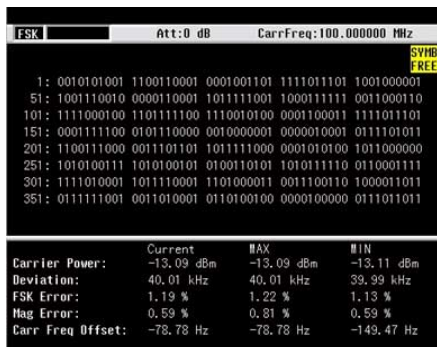 FSK Att:0 dB CarrFreq:100.000000 MHz
SYMB
FREE
1: 0010101001 1100110001 0001001101 1111011101 1001000001
51: 1001110010 0000110001 1011111001 1000111111 0011000110
101: 1111000100 1101111100 1110010100 0001100011 1111110111
151: 0001111100 0101110000 0010000000 0000010001 0111101011
201: 1100111000 0011101101 1011111000 0001010100 1011000000
251: 1010100111 1010100101 0100110101 1010111110 0110001111
301: 1111010001 1011110001 1101000011 0011100110 1000011011
351: 0111111001 0011010001 0110100100 0000100000 0111011011
Current MAX MIN
Carrier Power: -13.09 dBm -13.09 dBm -13.11 dBm
Deviation: 40.01 kHz 40.01 kHz 39.99 kHz
FSK Error: 1.19 % 1.22 % 1.13 %
Mag Error: 0.59 % 0.81 % 0.59 %
Carr Freq Offset: -78.78 Hz -78.78 Hz -149.47 Hz